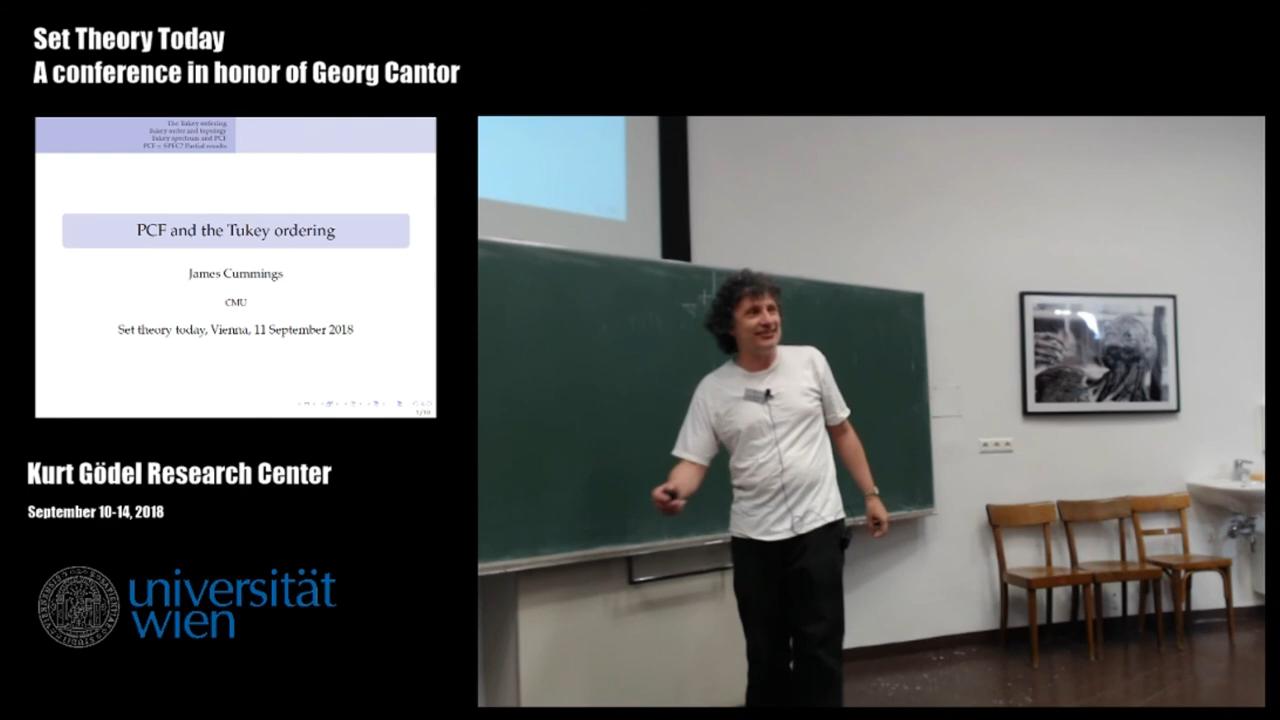 Set Theory Today
A conference in honor of Georg Cantor
The Tukey ordering
Tukey order and topology
Tukey spectrum and PCF
PCF = SPEC? Partial results
PCF and the Tukey ordering
James Cummings
CMU
Set theory today, Vienna, 11 September 2018
Kurt Gödel Research Center
September 10-14, 2018
universität
wien